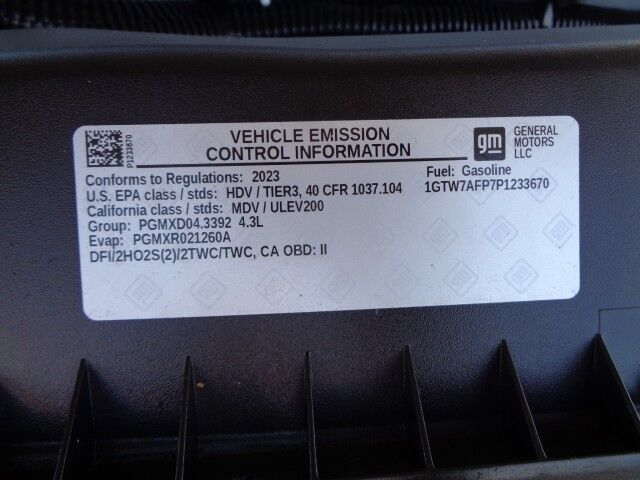 P1233670
VEHICLE EMISSION
CONTROL INFORMATION
gm
GENERAL
MOTORS
LLC
Conforms to Regulations: 2023
Fuel: Gasoline
U.S. EPA class / stds: HDV / TIER3, 40 CFR 1037.104
1GTW7AFP7P1233670
California class / stds: MDV / ULEV200
Group: PGMXD04.3392 4.3L
Evap: PGMXR021260A
DFI/2HO2S(2)/2TWC/TWC, CA OBD: II